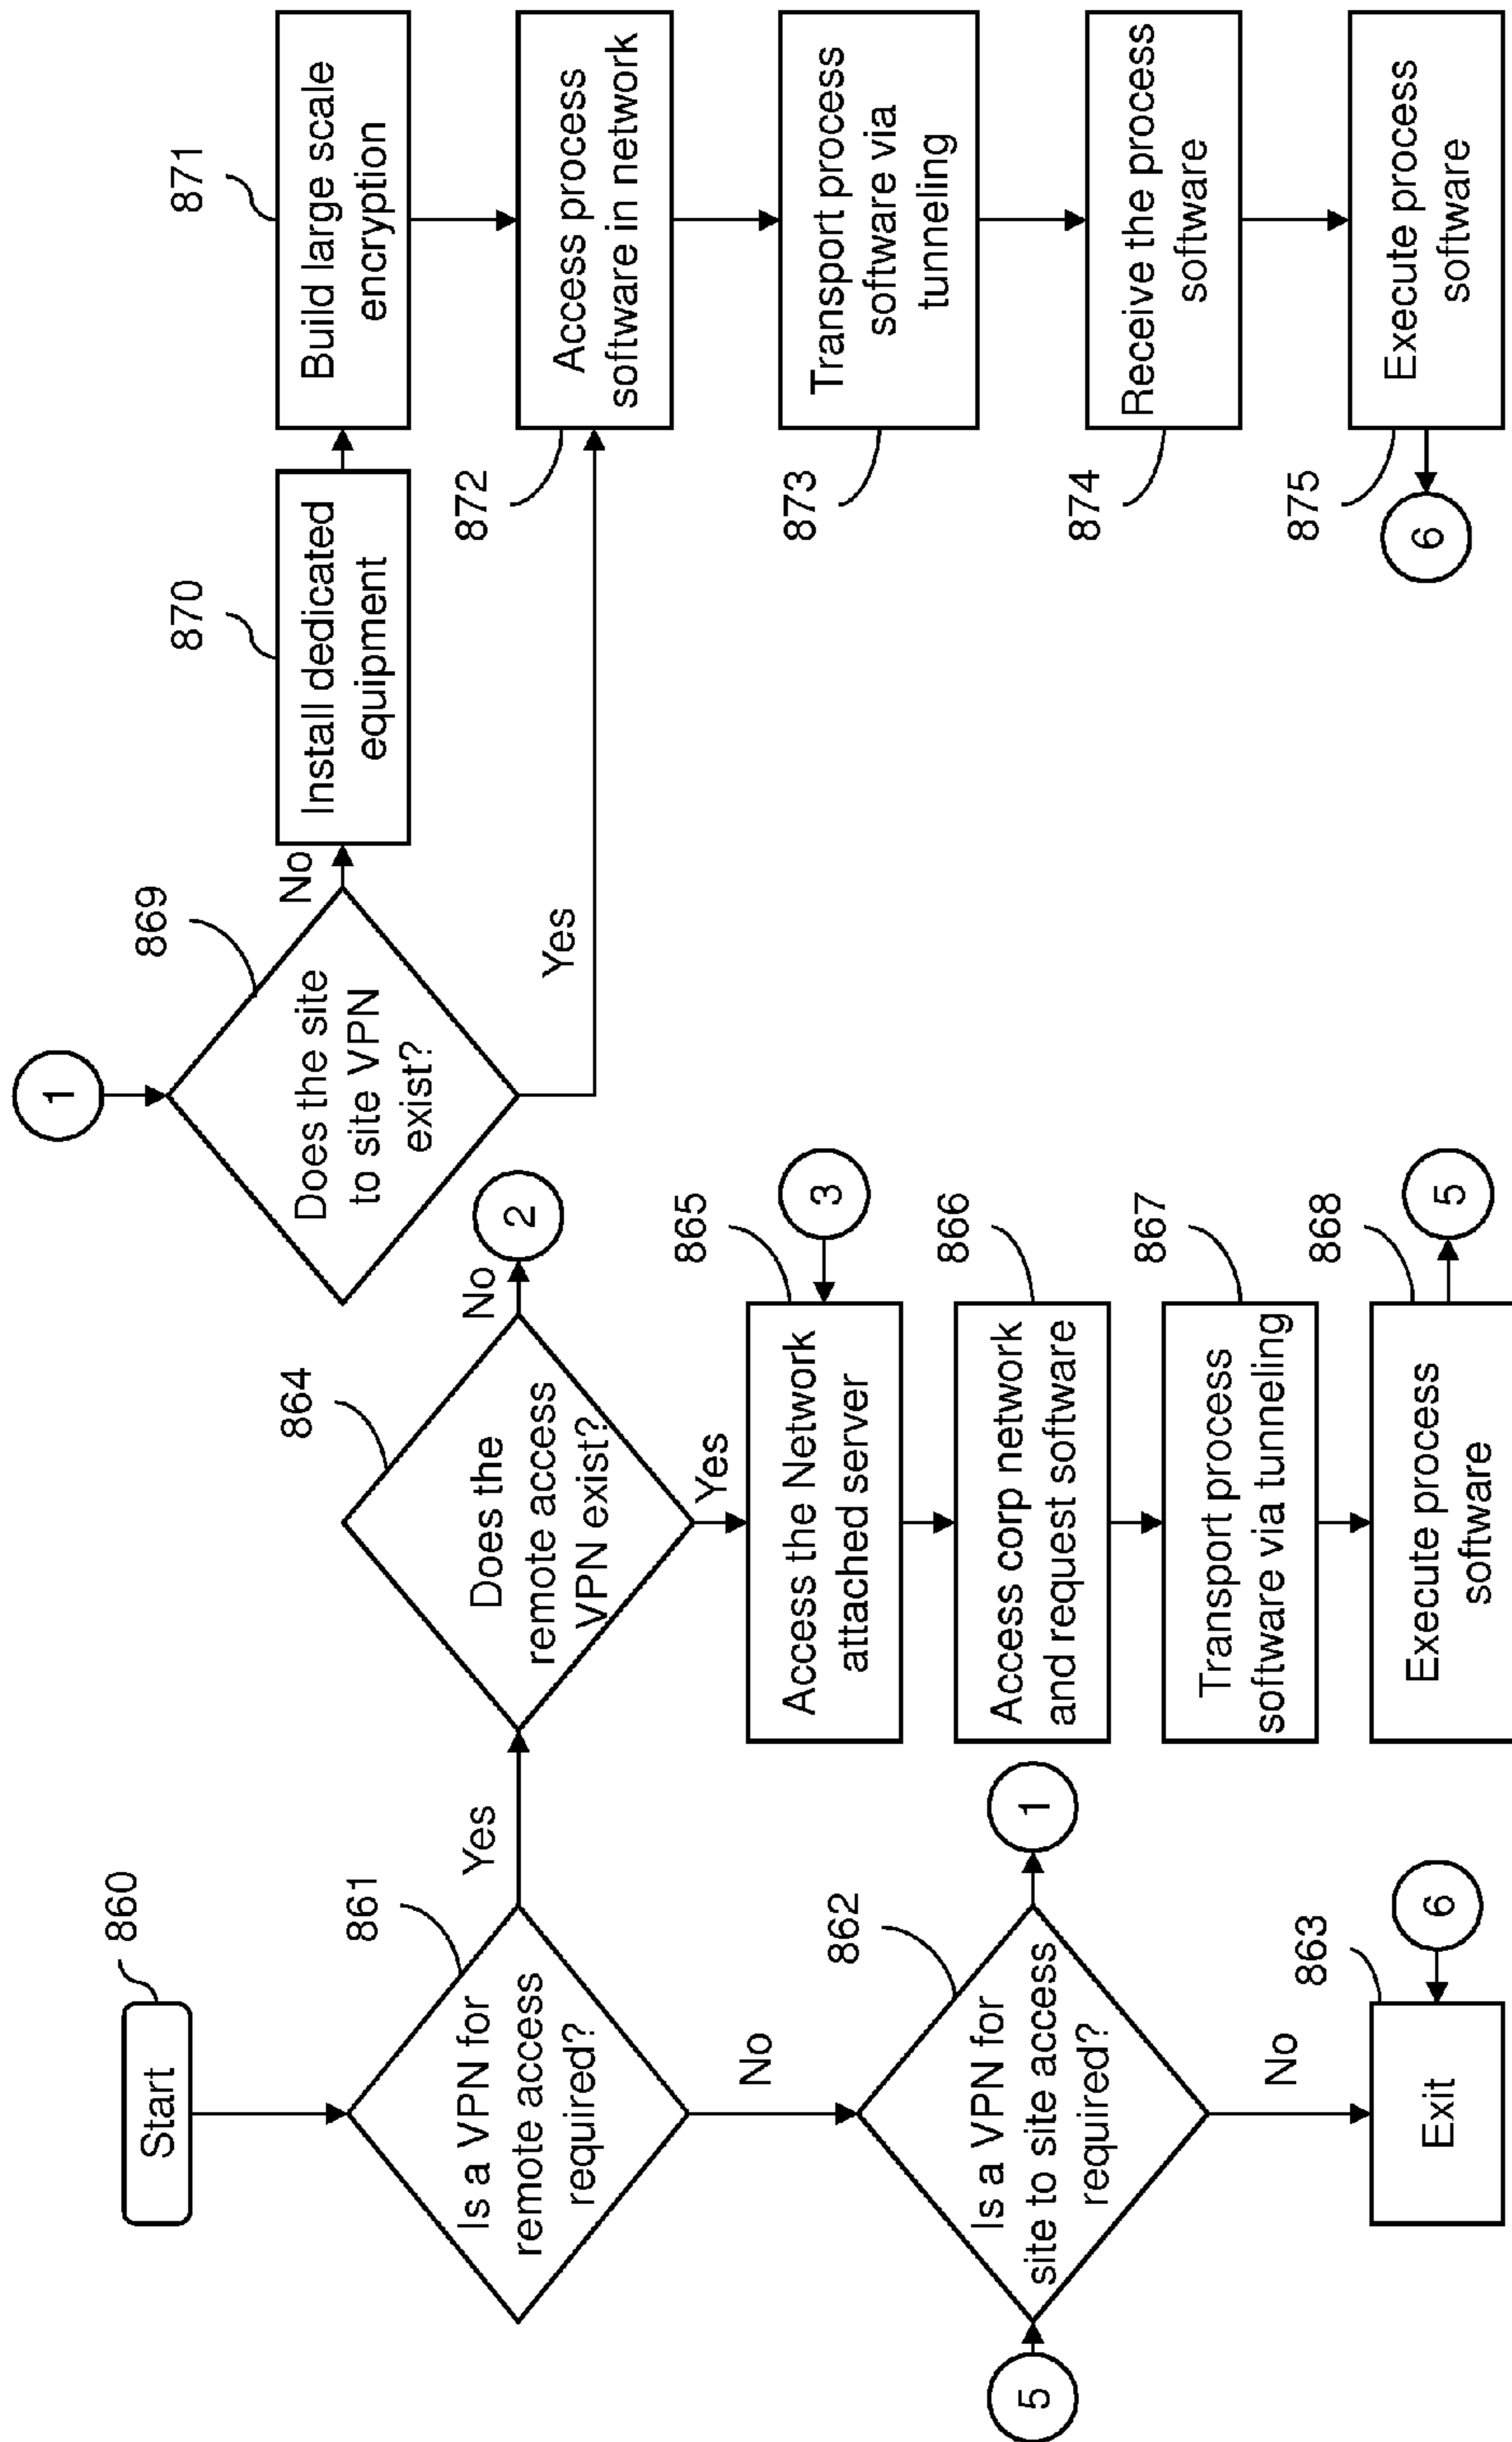 Start
860
Is a VPN for
remote access
required?
861
Yes
No
5
Is a VPN for
site to site access
required?
862
1
No
Exit
863
6
Does the
remote access
VPN exist?
864
No
2
Yes
Access the Network
attached server
865
3
Access corp network
and request software
866
Transport process
software via tunneling
867
Execute process
software
868
5
1
Does the site
to site VPN
exist?
869
No
Yes
Install dedicated
equipment
870
Build large scale
encryption
871
Access process
software in network
872
Transport process
software via
tunneling
873
Receive the process
software
874
Execute process
software
875
6